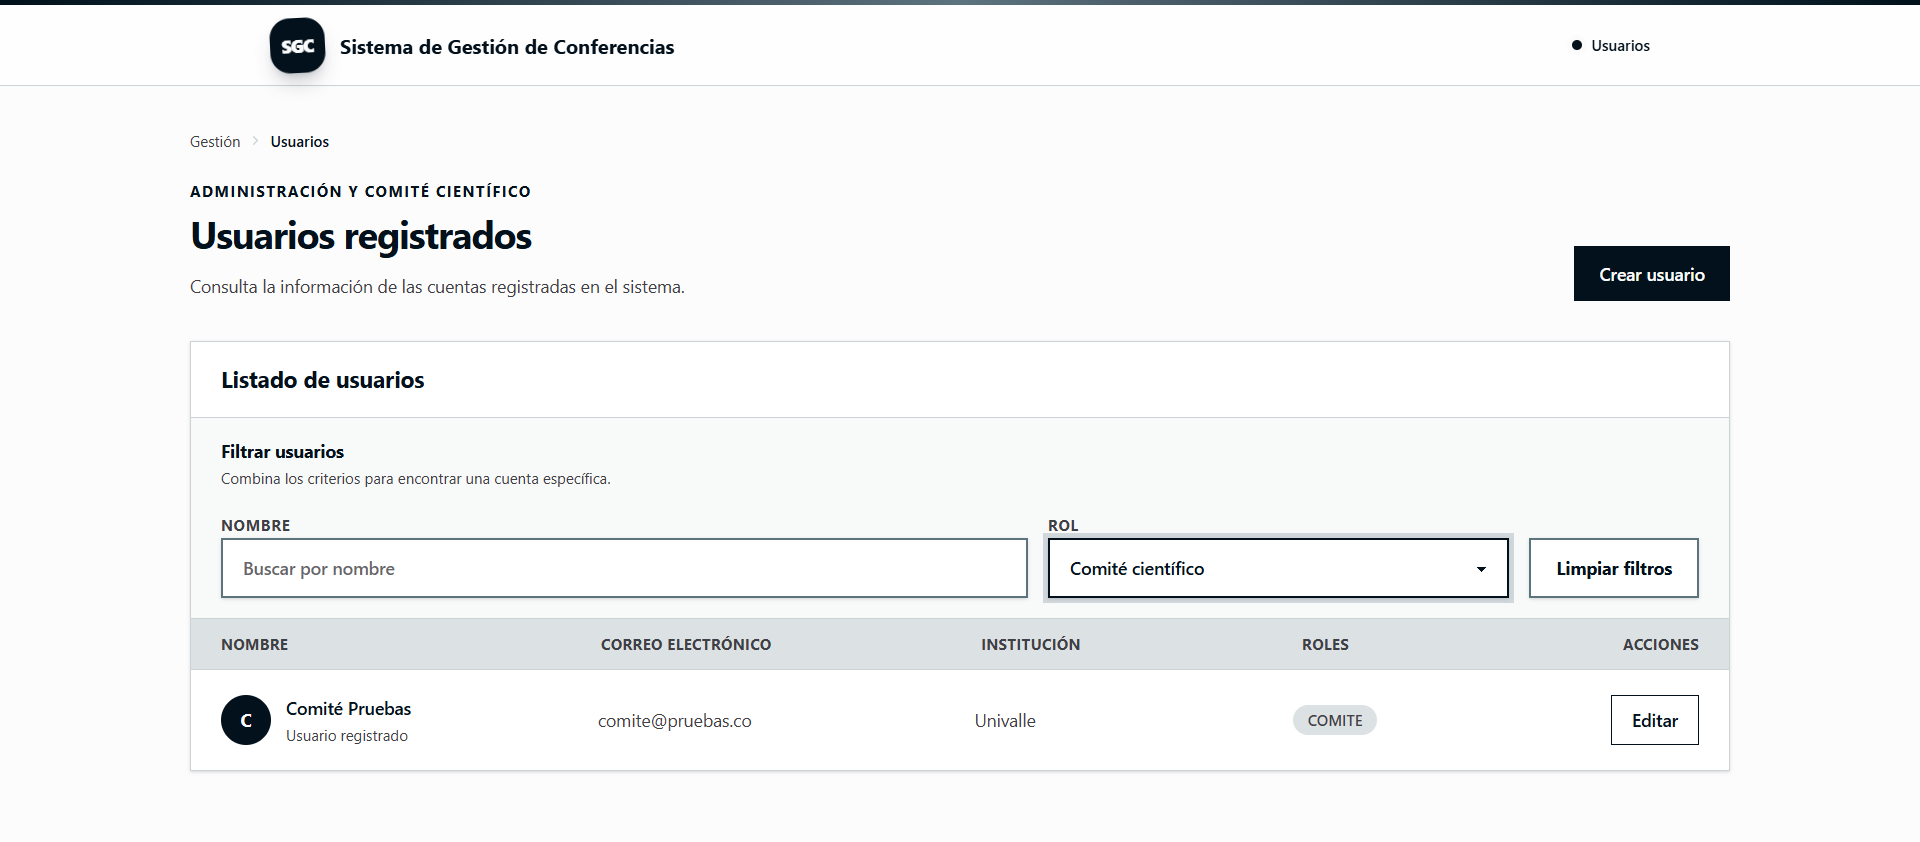 SGC Sistema de Gestión de Conferencias
Usuarios
Gestión > Usuarios
ADMINISTRACIÓN Y COMITÉ CIENTÍFICO
Usuarios registrados
Consulta la información de las cuentas registradas en el sistema.
Crear usuario
Listado de usuarios
Filtrar usuarios
Combina los criterios para encontrar una cuenta específica.
NOMBRE ROL
Buscar por nombre Comité científico Limpiar filtros
NOMBRE CORREO ELECTRÓNICO INSTITUCIÓN ROLES ACCIONES
C Comité Pruebas comite@pruebas.co Univalle COMITE Editar
Usuario registrado